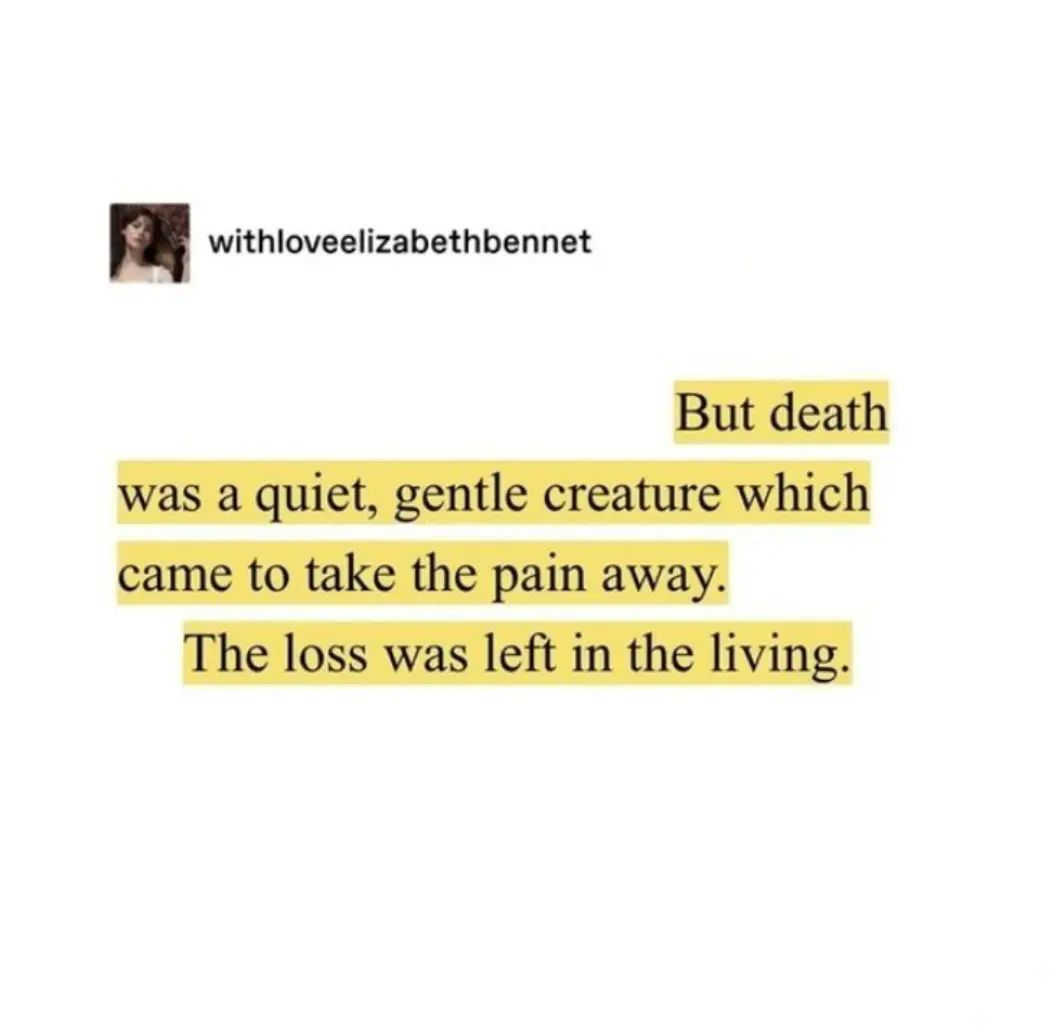 withloveelizabethbennet
But death
was a quiet, gentle creature which
came to take the pain away.
The loss was left in the living.